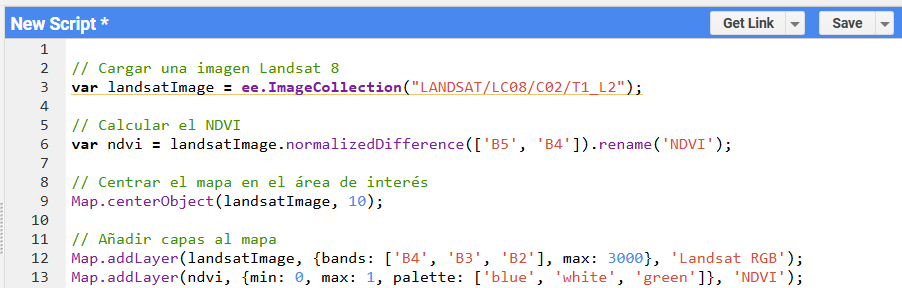 New Script *
Get Link
Save
1
2 // Cargar una imagen Landsat 8
3 var landsatImage = ee.ImageCollection("LANDSAT/LC08/C02/T1_L2");
4
5 // Calcular el NDVI
6 var ndvi = landsatImage.normalizedDifference(['B5', 'B4']).rename('NDVI');
7
8 // Centrar el mapa en el área de interés
9 Map.centerObject(landsatImage, 10);
10
11 // Añadir capas al mapa
12 Map.addLayer(landsatImage, {bands: ['B4', 'B3', 'B2'], max: 3000}, 'Landsat RGB');
13 Map.addLayer(ndvi, {min: 0, max: 1, palette: ['blue', 'white', 'green']}, 'NDVI');